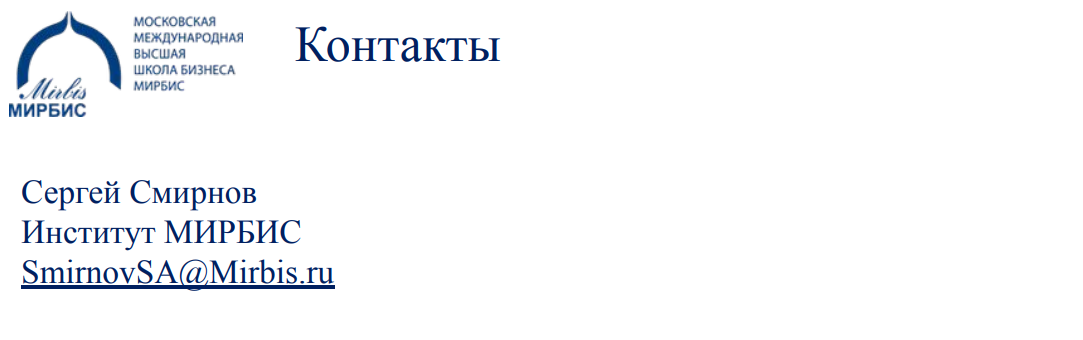 МОСКОВСКАЯ
МЕЖДУНАРОДНАЯ
ВЫСШАЯ
ШКОЛА БИЗНЕСА
МИРБИС
Mirbis
МИРБИС
Контакты
Сергей Смирнов
Институт МИРБИС
SmirnovSA@Mirbis.ru